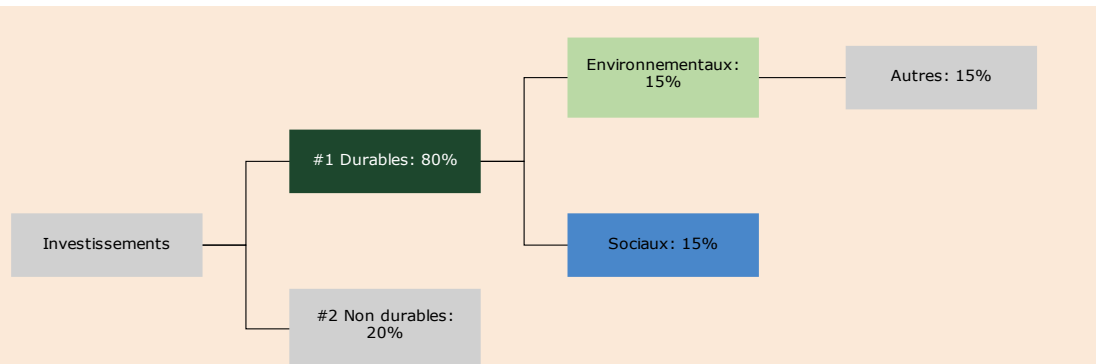 Environnementaux:
15%
Autres: 15%
#1 Durables: 80%
Investissements
Sociaux: 15%
#2 Non durables:
20%